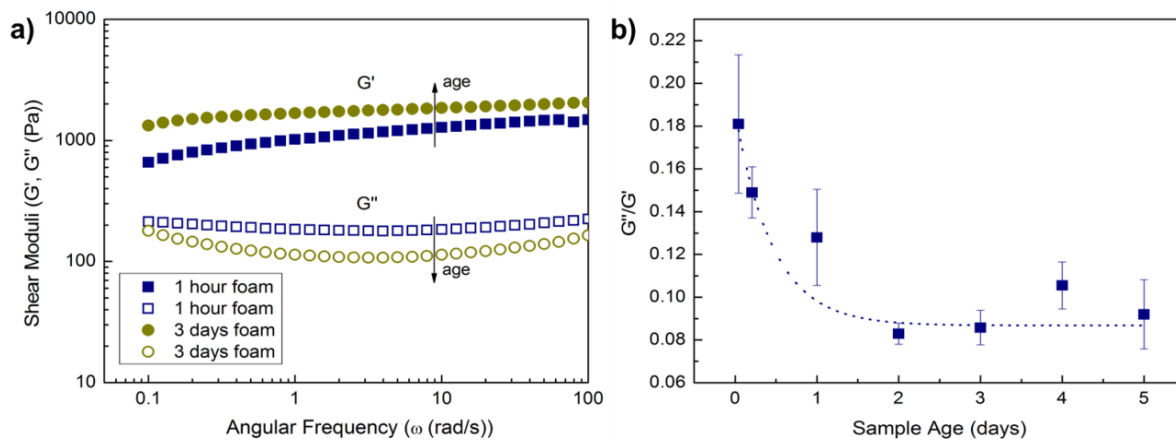 a)
Shear Moduli (G', G'' (Pa))
10000
1000
100
10
G'
age
G''
age
1 hour foam
1 hour foam
3 days foam
3 days foam
0.1
1
10
100
Angular Frequency (ω (rad/s))
b)
G''/G'
0.22
0.20
0.18
0.16
0.14
0.12
0.10
0.08
0.06
0
1
2
3
4
5
Sample Age (days)